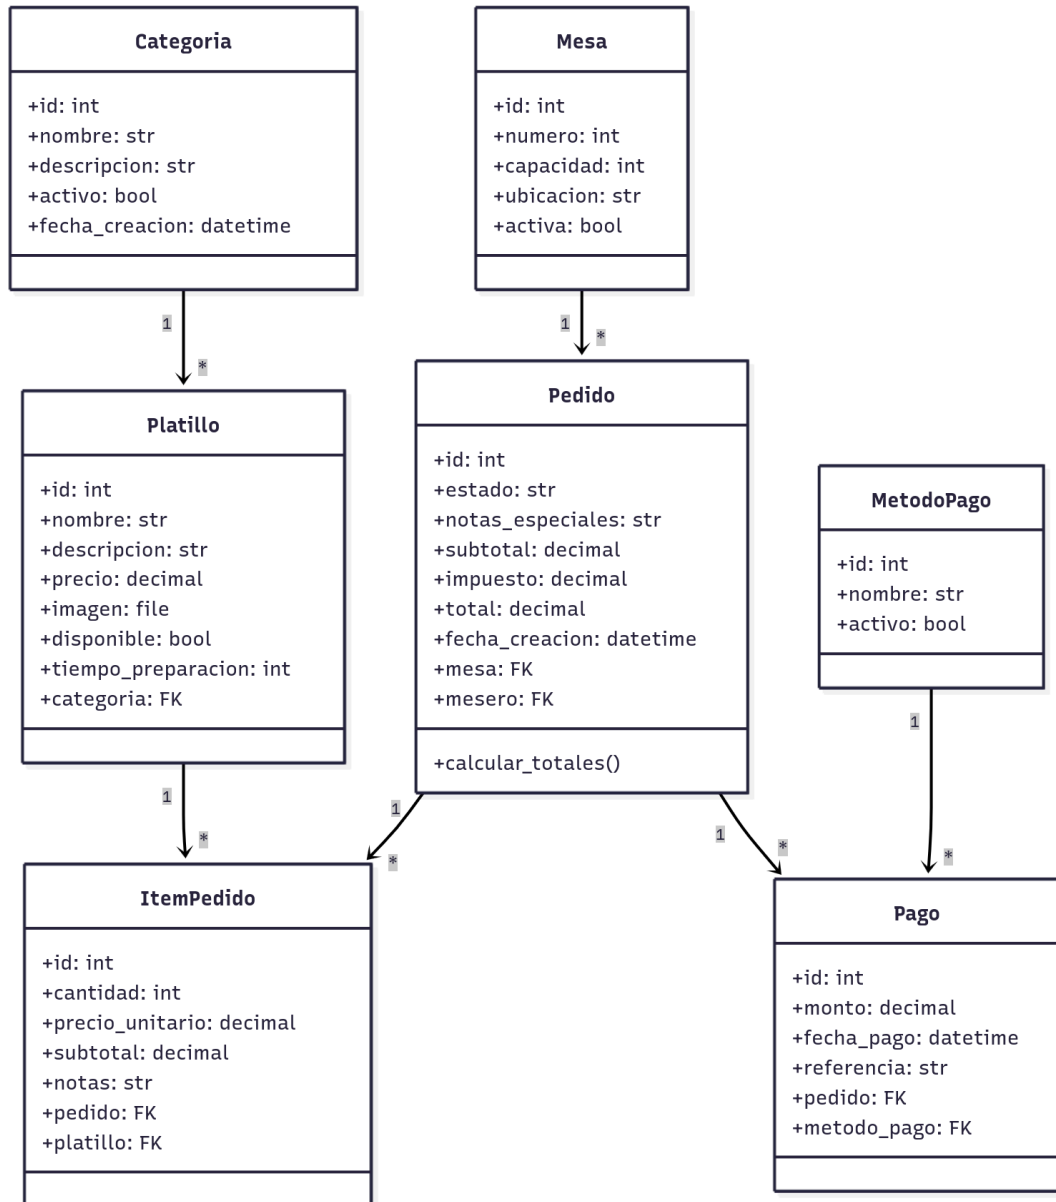 Categoria
+id: int
+nombre: str
+descripcion: str
+activo: bool
+fecha_creacion: datetime
Mesa
+id: int
+numero: int
+capacidad: int
+ubicacion: str
+activa: bool
1
*
1
*
Platillo
+id: int
+nombre: str
+descripcion: str
+precio: decimal
+imagen: file
+disponible: bool
+tiempo_preparacion: int
+categoria: FK
Pedido
+id: int
+estado: str
+notas_especiales: str
+subtotal: decimal
+impuesto: decimal
+total: decimal
+fecha_creacion: datetime
+mesa: FK
+mesero: FK
+calcular_totales()
MetodoPago
+id: int
+nombre: str
+activo: bool
1
*
1
*
1
*
1
*
ItemPedido
+id: int
+cantidad: int
+precio_unitario: decimal
+subtotal: decimal
+notas: str
+pedido: FK
+platillo: FK
Pago
+id: int
+monto: decimal
+fecha_pago: datetime
+referencia: str
+pedido: FK
+metodo_pago: FK